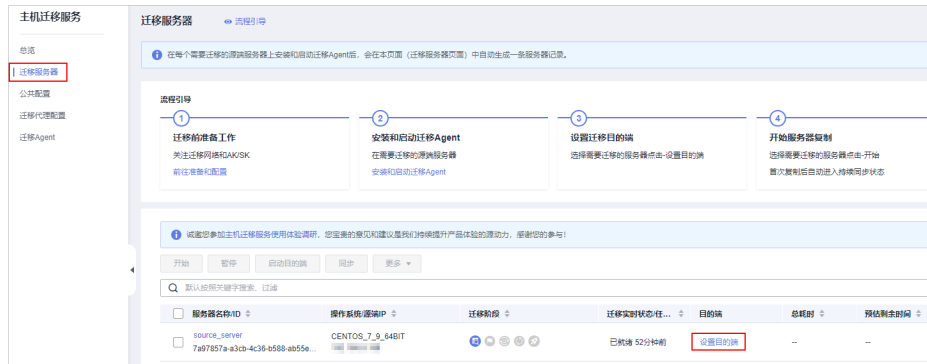 主机迁移服务
总览
迁移服务器
公共配置
迁移代理配置
迁移Agent
迁移服务器 流程引导
在每个需要迁移的源端服务器上安装和启动迁移Agent后，会在本页面（迁移服务器页面）中自动生成一条服务器记录。
流程引导
1 2 3 4
迁移前准备工作 安装和启动迁移Agent 设置迁移目的端 开始服务器复制
关注迁移网络和AK/SK 在需要迁移的源端服务器 选择需要迁移的服务器点击-设置目的端 选择需要迁移的服务器点击-开始
前往准备和配置 安装和启动迁移Agent 首次复制后自动进入持续同步状态
诚邀您参加主机迁移服务使用体验调研，您宝贵的意见和建议是我们持续提升产品体验的源动力，感谢您的参与！
开始 暂停 启动目的端 同步 更多
默认按照关键字搜索、过滤
服务器名称/ID 操作系统/源端IP 迁移阶段 迁移实时状态/任... 目的端 总耗时 预估剩余时间
source_server CENTOS_7_9_64BIT 已就绪 52分钟前 设置目的端 -- --
7a97857a-a3cb-4c36-b588-ab55e...